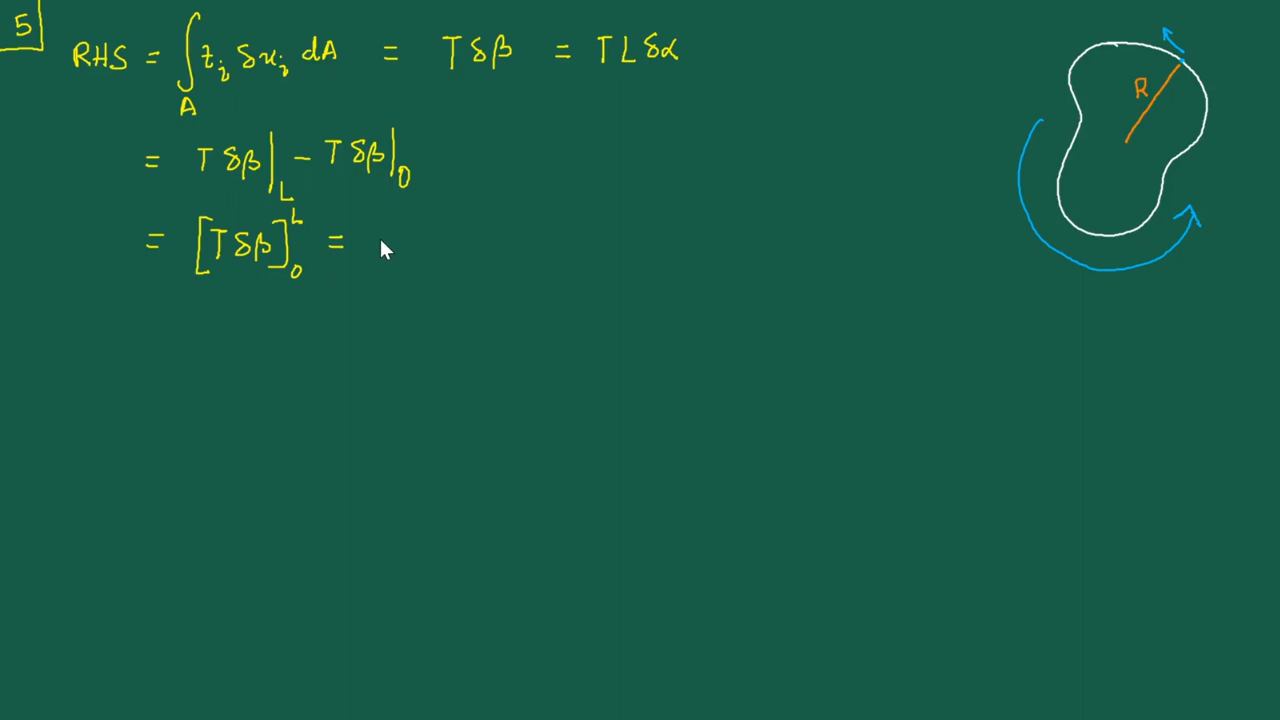 5
RHS = ∫_A t_i δx_i dA = T δβ = T L δα
= T δβ|_L - T δβ|_0
= [T δβ]_0^L =
R